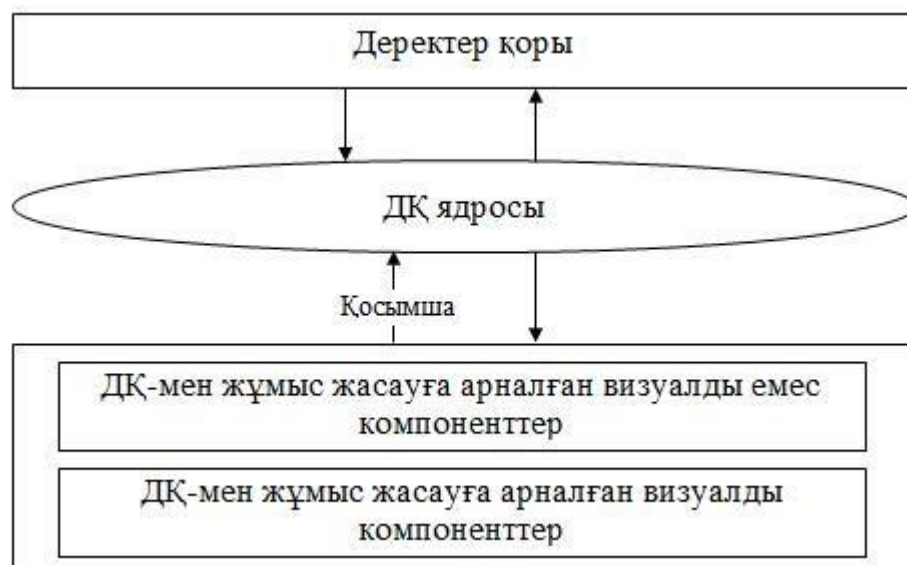 Деректер қоры
ДҚ ядросы
Қосымша
ДҚ-мен жұмыс жасауға арналған визуалды емес
компоненттер
ДҚ-мен жұмыс жасауға арналған визуалды
компоненттер